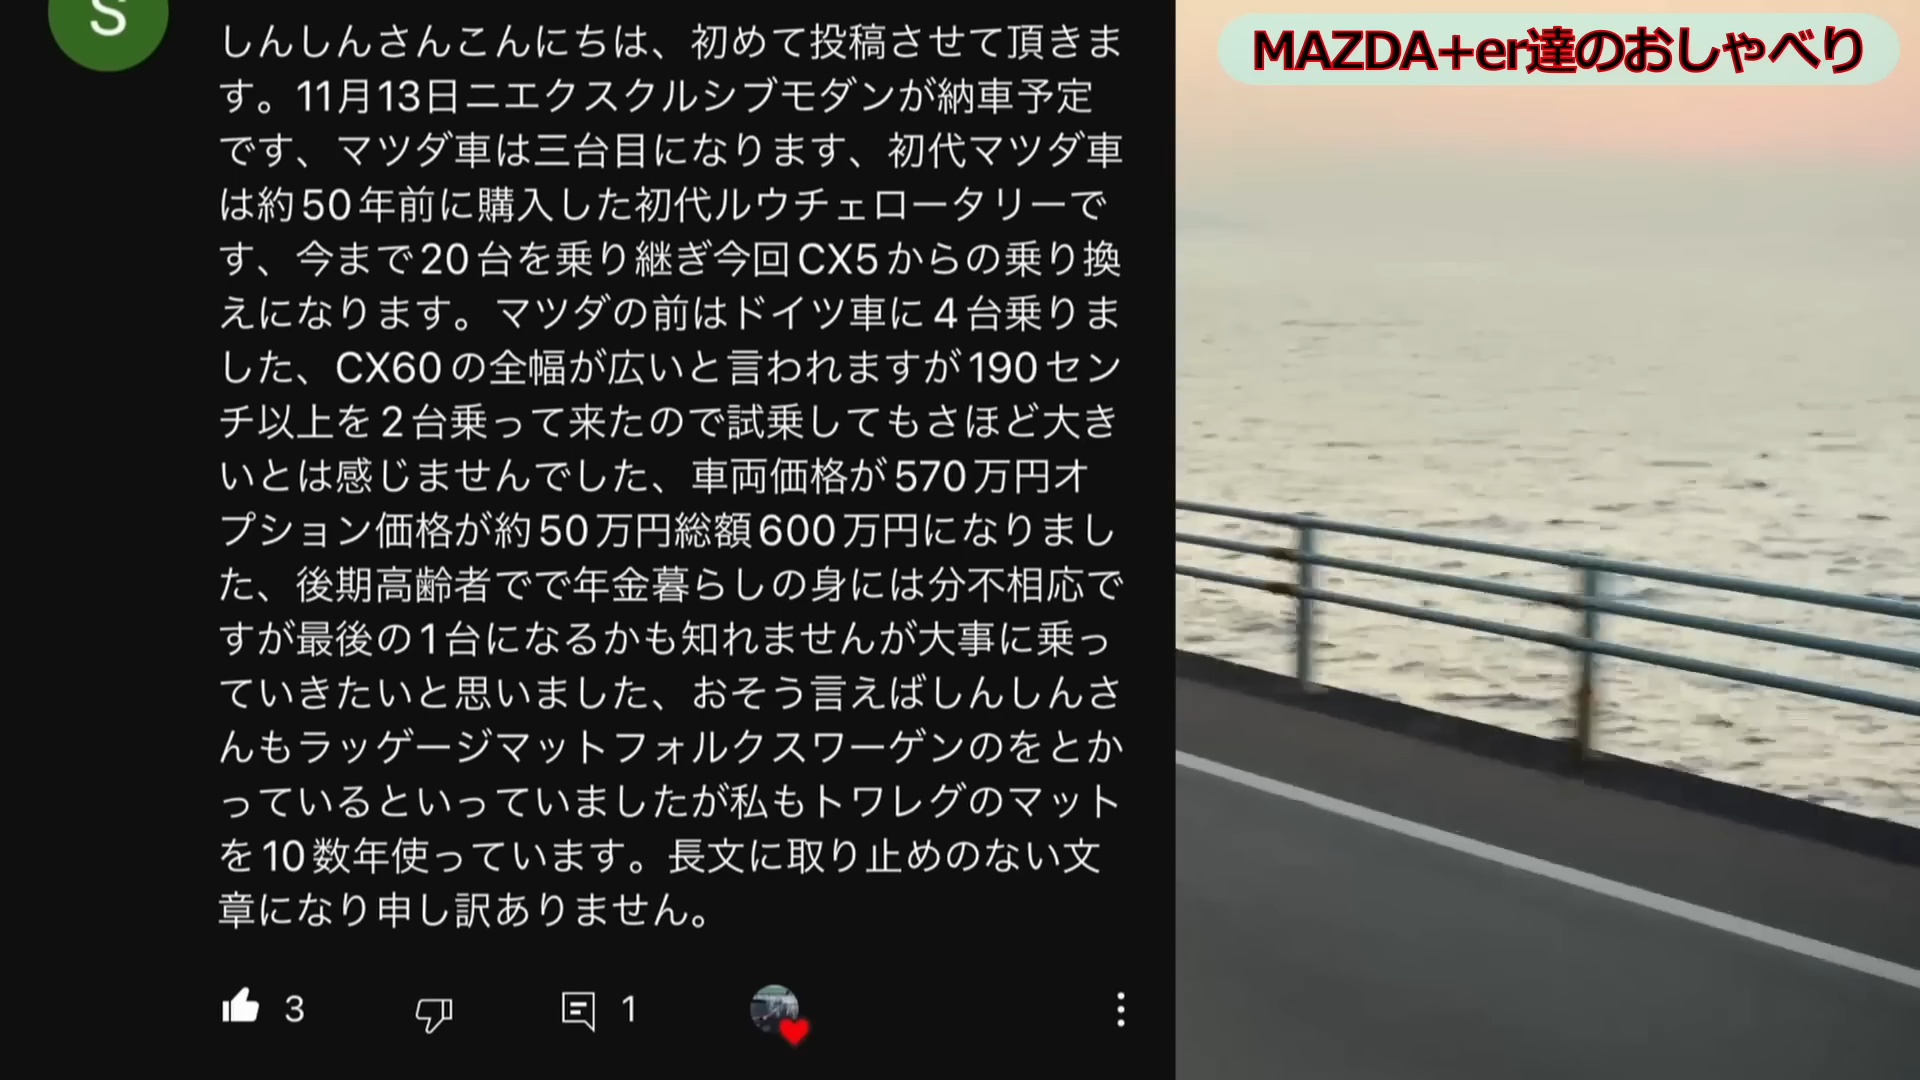 S
しんしんさんこんにちは、初めて投稿させて頂きま
す。11月13日ニエクスクルシブモダンが納車予定
です、マツダ車は三台目になります、初代マツダ車
は約50年前に購入した初代ルウチェロータリーで
す、今まで20台を乗り継ぎ今回CX5からの乗り換
えになります。マツダの前はドイツ車に4台乗りま
した、CX60の全幅が広いと言われますが190セン
チ以上を2台乗って来たので試乗してもさほど大き
いとは感じませんでした、車両価格が570万円オ
プション価格が約50万円総額600万円になりまし
た、後期高齢者でで年金暮らしの身には分不相応で
すが最後の1台になるかも知れませんが大事に乗っ
ていきたいと思いました、おそう言えばしんしんさ
んもラッゲージマットフォルクスワーゲンのをとか
っているといっていましたが私もトワレグのマット
を10数年使っています。長文に取り止めのない文
章になり申し訳ありません。
3
1
MAZDA+er達のおしゃべり